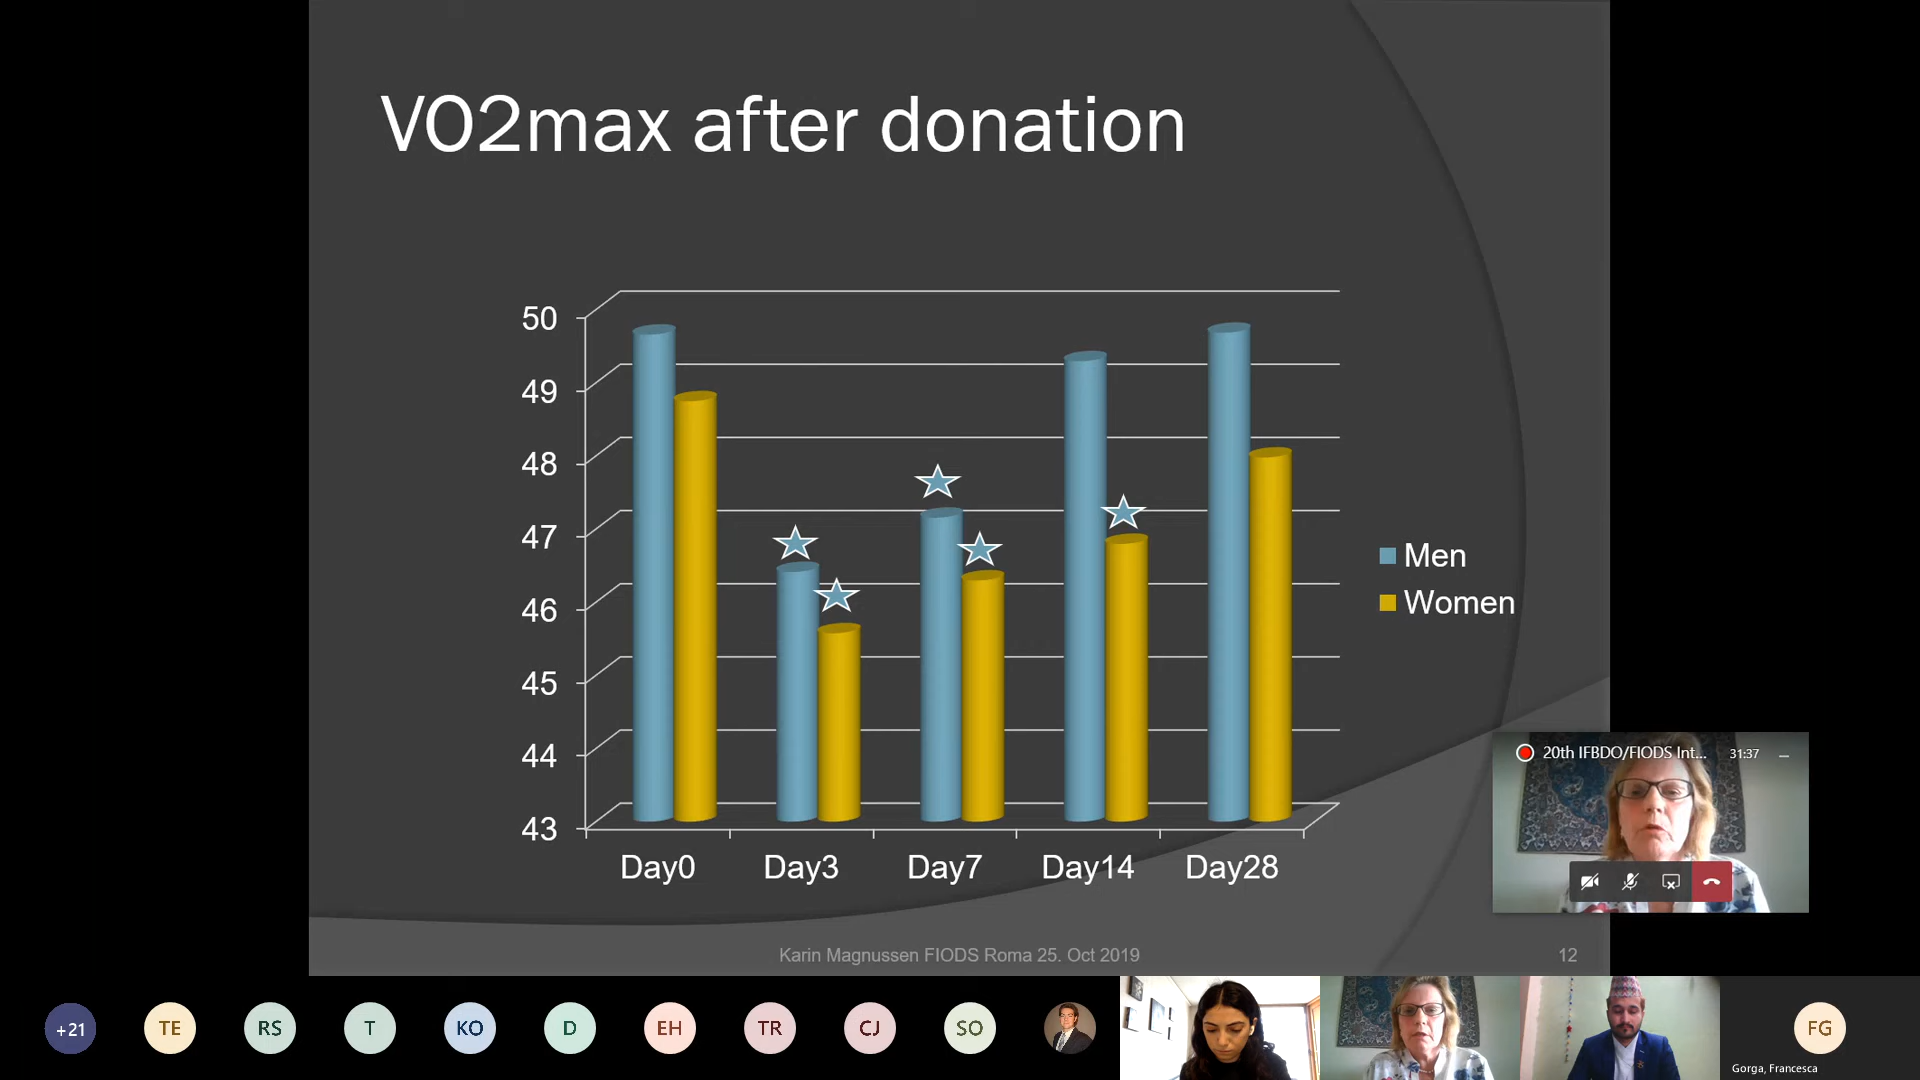 VO2max after donation
50
49
48
47
46
45
44
43
Day0 Day3 Day7 Day14 Day28
Men
Women
Karin Magnussen FIODS Roma 25. Oct 2019
12
20th IFBDO/FIODS Int... 31:37
+21 TE RS T KO D EH TR CJ SO FG
Gorga, Francesca